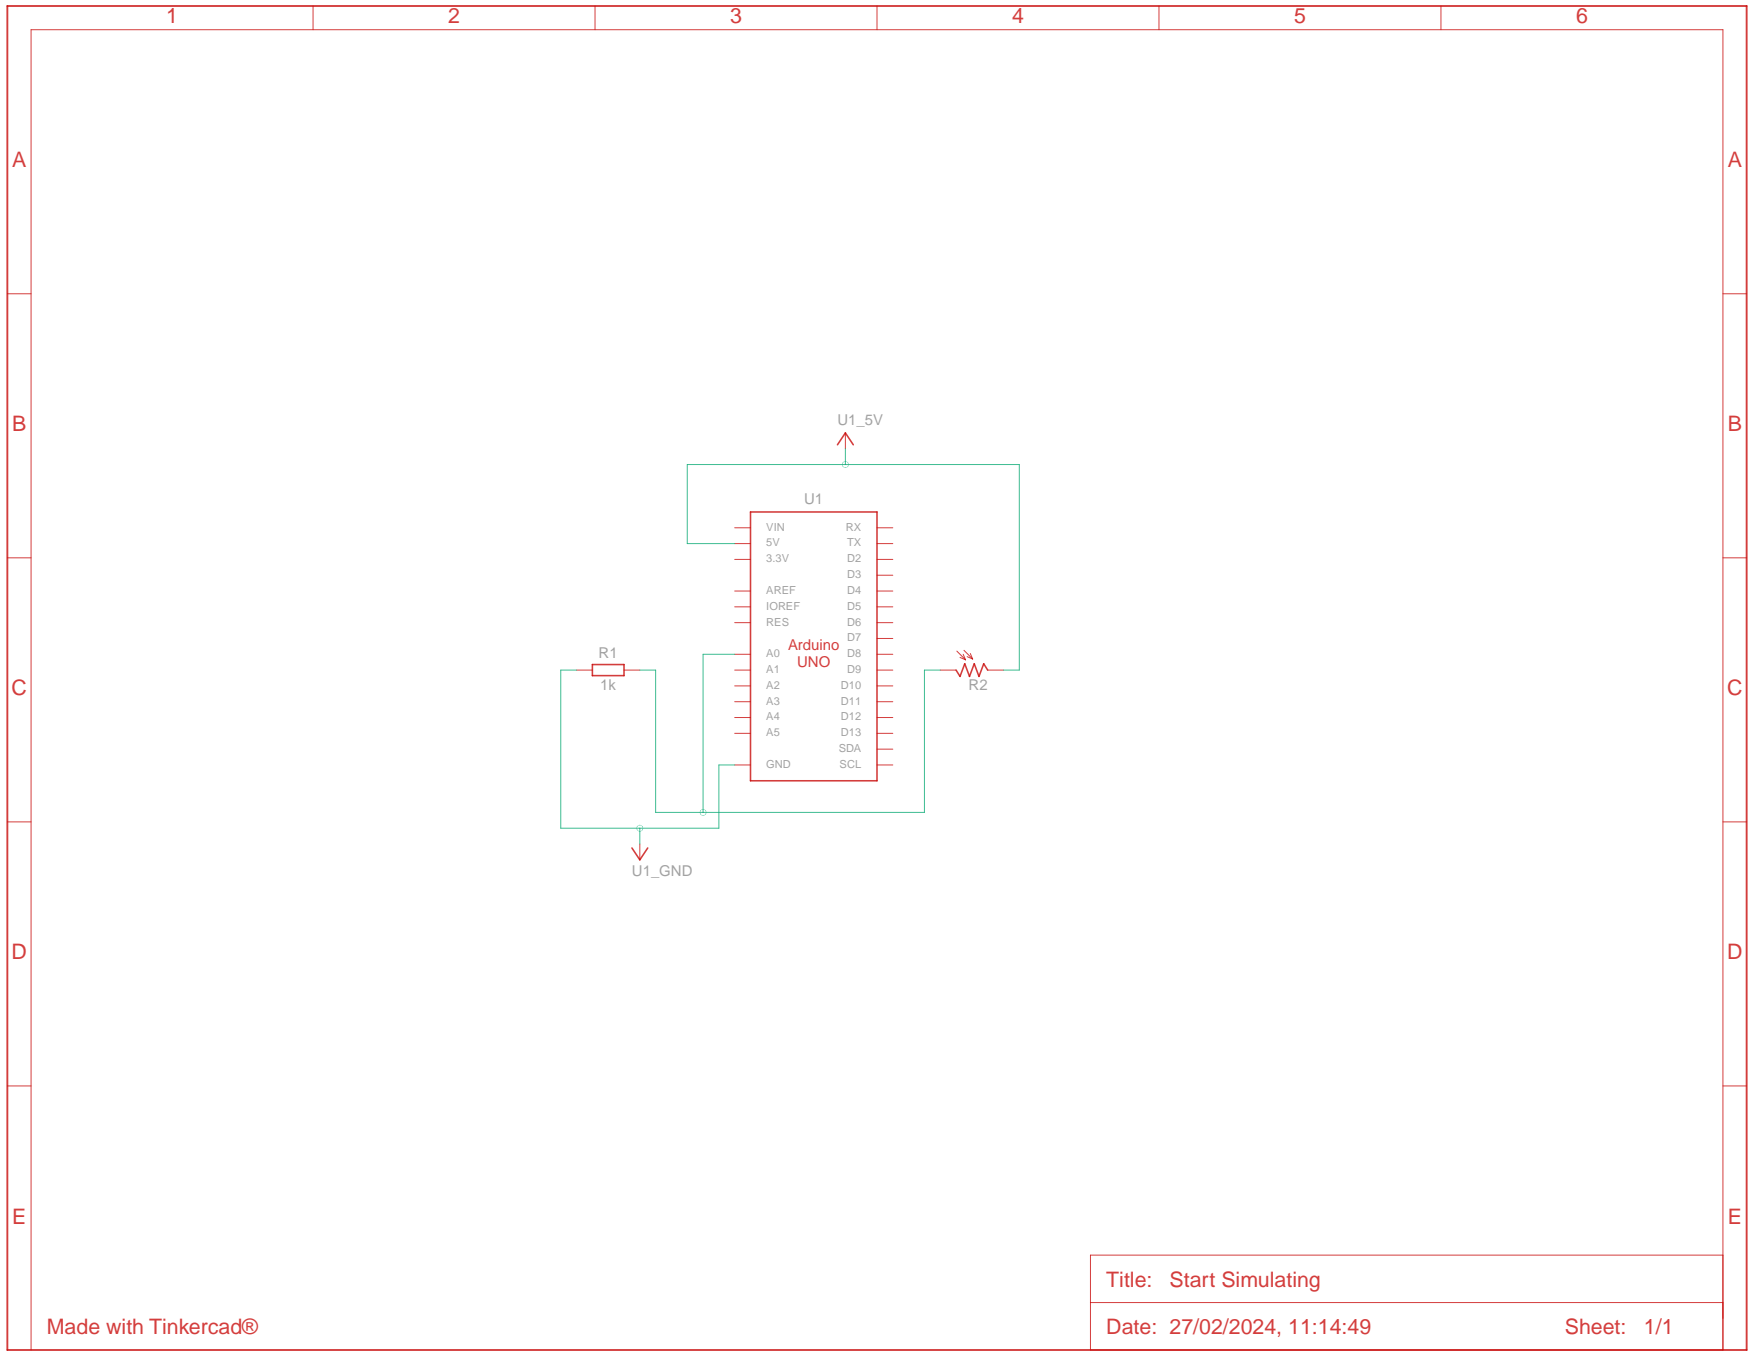 1 2 3 4 5 6
A A
B B
U1_5V
U1
VIN RX
5V TX
3.3V D2
D3
AREF D4
IOREF D5
RES D6
D7
Arduino
UNO
A0 D8
A1 D9
A2 D10
A3 D11
A4 D12
A5 D13
SDA
GND SCL
R1
1k
R2
C C
U1_GND
D D
E E
Title: Start Simulating
Made with Tinkercad®
Date: 27/02/2024, 11:14:49 Sheet: 1/1